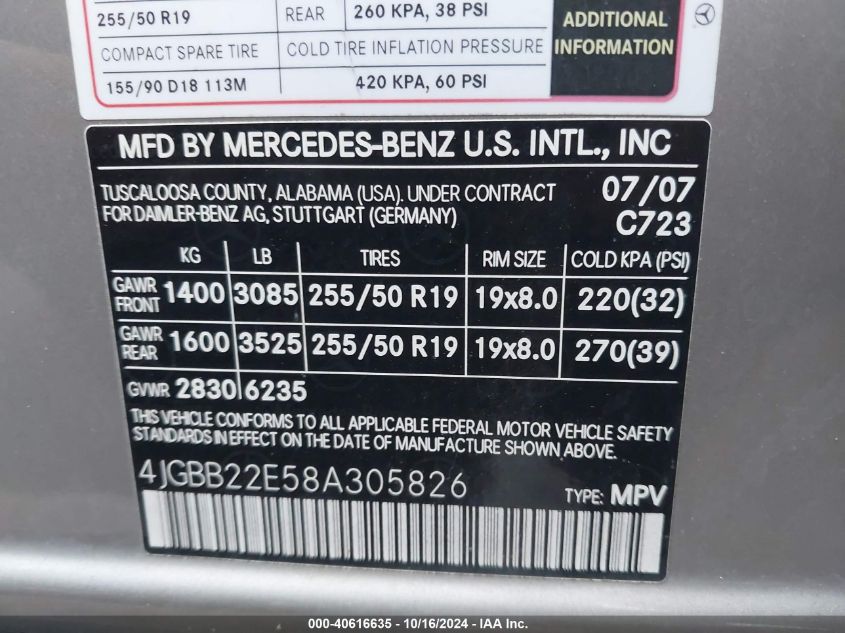 255/50 R19 REAR 260 KPA, 38 PSI
COMPACT SPARE TIRE COLD TIRE INFLATION PRESSURE
155/90 D18 113M 420 KPA, 60 PSI
ADDITIONAL
INFORMATION
MFD BY MERCEDES-BENZ U.S. INTL., INC
TUSCALOOSA COUNTY, ALABAMA (USA). UNDER CONTRACT 07/07
FOR DAIMLER-BENZ AG, STUTTGART (GERMANY) C723
KG LB TIRES RIM SIZE COLD KPA (PSI)
GAWR FRONT 1400 3085 255/50 R19 19x8.0 220(32)
GAWR REAR 1600 3525 255/50 R19 19x8.0 270(39)
GVWR 2830 6235
THIS VEHICLE CONFORMS TO ALL APPLICABLE FEDERAL MOTOR VEHICLE SAFETY
STANDARDS IN EFFECT ON THE DATE OF MANUFACTURE SHOWN ABOVE.
4JGBB22E58A305826 TYPE: MPV
000-40616635 - 10/16/2024 - IAA Inc.